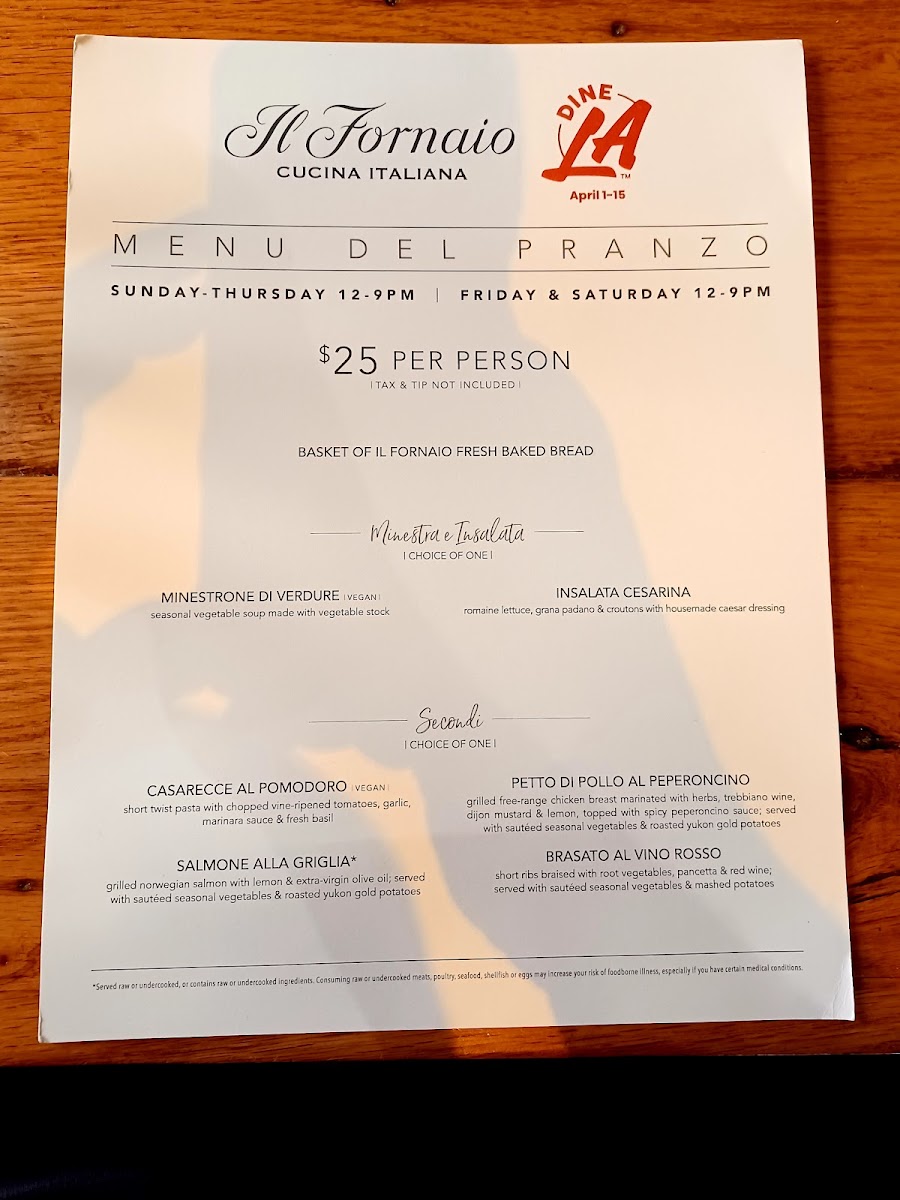 Il Fornaio
CUCINA ITALIANA
DINE
LA™
April 1-15
MENU DEL PRANZO
SUNDAY-THURSDAY 12-9PM | FRIDAY & SATURDAY 12-9PM
$25 PER PERSON
| TAX & TIP NOT INCLUDED |
BASKET OF IL FORNAIO FRESH BAKED BREAD
Minestra e Insalata
| CHOICE OF ONE |
MINESTRONE DI VERDURE | VEGAN |
seasonal vegetable soup made with vegetable stock
INSALATA CESARINA
romaine lettuce, grana padano & croutons with housemade caesar dressing
Secondi
| CHOICE OF ONE |
CASARECCE AL POMODORO | VEGAN |
short twist pasta with chopped vine-ripened tomatoes, garlic,
marinara sauce & fresh basil
PETTO DI POLLO AL PEPERONCINO
grilled free-range chicken breast marinated with herbs, trebbiano wine,
dijon mustard & lemon, topped with spicy peperoncino sauce; served
with sautéed seasonal vegetables & roasted yukon gold potatoes
SALMONE ALLA GRIGLIA*
grilled norwegian salmon with lemon & extra-virgin olive oil; served
with sautéed seasonal vegetables & roasted yukon gold potatoes
BRASATO AL VINO ROSSO
short ribs braised with root vegetables, pancetta & red wine;
served with sautéed seasonal vegetables & mashed potatoes
*Served raw or undercooked, or contains raw or undercooked ingredients. Consuming raw or undercooked meats, poultry, seafood, shellfish or eggs may increase your risk of foodborne illness, especially if you have certain medical conditions.